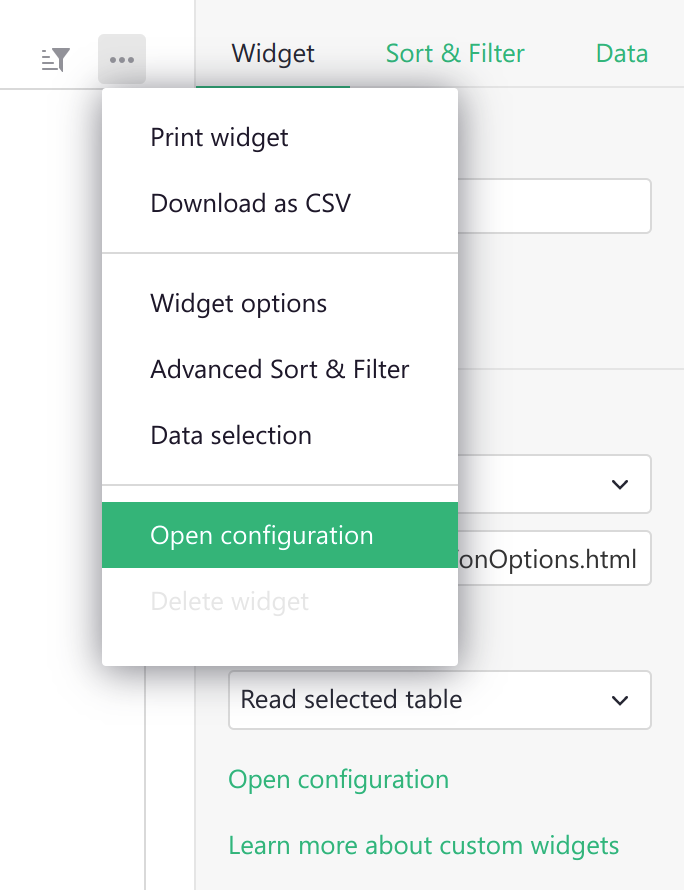 Widget
Sort & Filter
Data
Print widget
Download as CSV
Widget options
Advanced Sort & Filter
Data selection
Open configuration
onOptions.html
Delete widget
Read selected table
Open configuration
Learn more about custom widgets